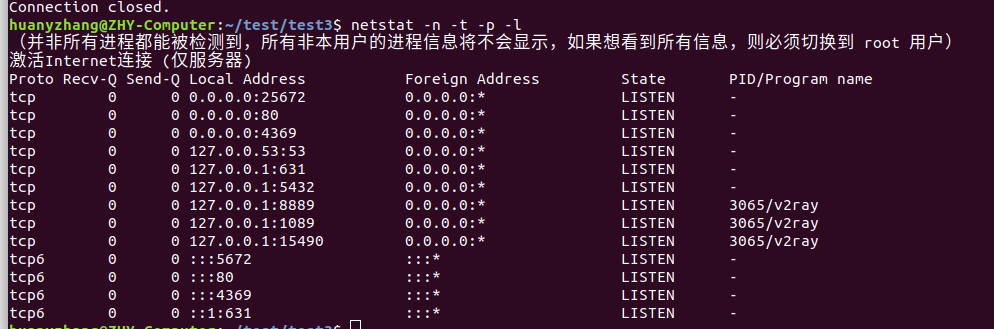 Connection closed.
huanyzhang@ZHY-Computer:~/test/test3$ netstat -n -t -p -l
（并非所有进程都能被检测到，所有非本用户的进程信息将不会显示，如果想看到所有信息，则必须切换到 root 用户）
激活Internet连接 (仅服务器)
Proto Recv-Q Send-Q Local Address           Foreign Address         State       PID/Program name
tcp        0      0 0.0.0.0:25672           0.0.0.0:*               LISTEN      -
tcp        0      0 0.0.0.0:80              0.0.0.0:*               LISTEN      -
tcp        0      0 0.0.0.0:4369            0.0.0.0:*               LISTEN      -
tcp        0      0 127.0.0.53:53           0.0.0.0:*               LISTEN      -
tcp        0      0 127.0.0.1:631           0.0.0.0:*               LISTEN      -
tcp        0      0 127.0.0.1:5432          0.0.0.0:*               LISTEN      -
tcp        0      0 127.0.0.1:8889          0.0.0.0:*               LISTEN      3065/v2ray
tcp        0      0 127.0.0.1:1089          0.0.0.0:*               LISTEN      3065/v2ray
tcp        0      0 127.0.0.1:15490         0.0.0.0:*               LISTEN      3065/v2ray
tcp6       0      0 :::5672                 :::*                    LISTEN      -
tcp6       0      0 :::80                   :::*                    LISTEN      -
tcp6       0      0 :::4369                 :::*                    LISTEN      -
tcp6       0      0 ::1:631                 :::*                    LISTEN      -
huanyzhang@ZHY-Computer:~/test/test3$